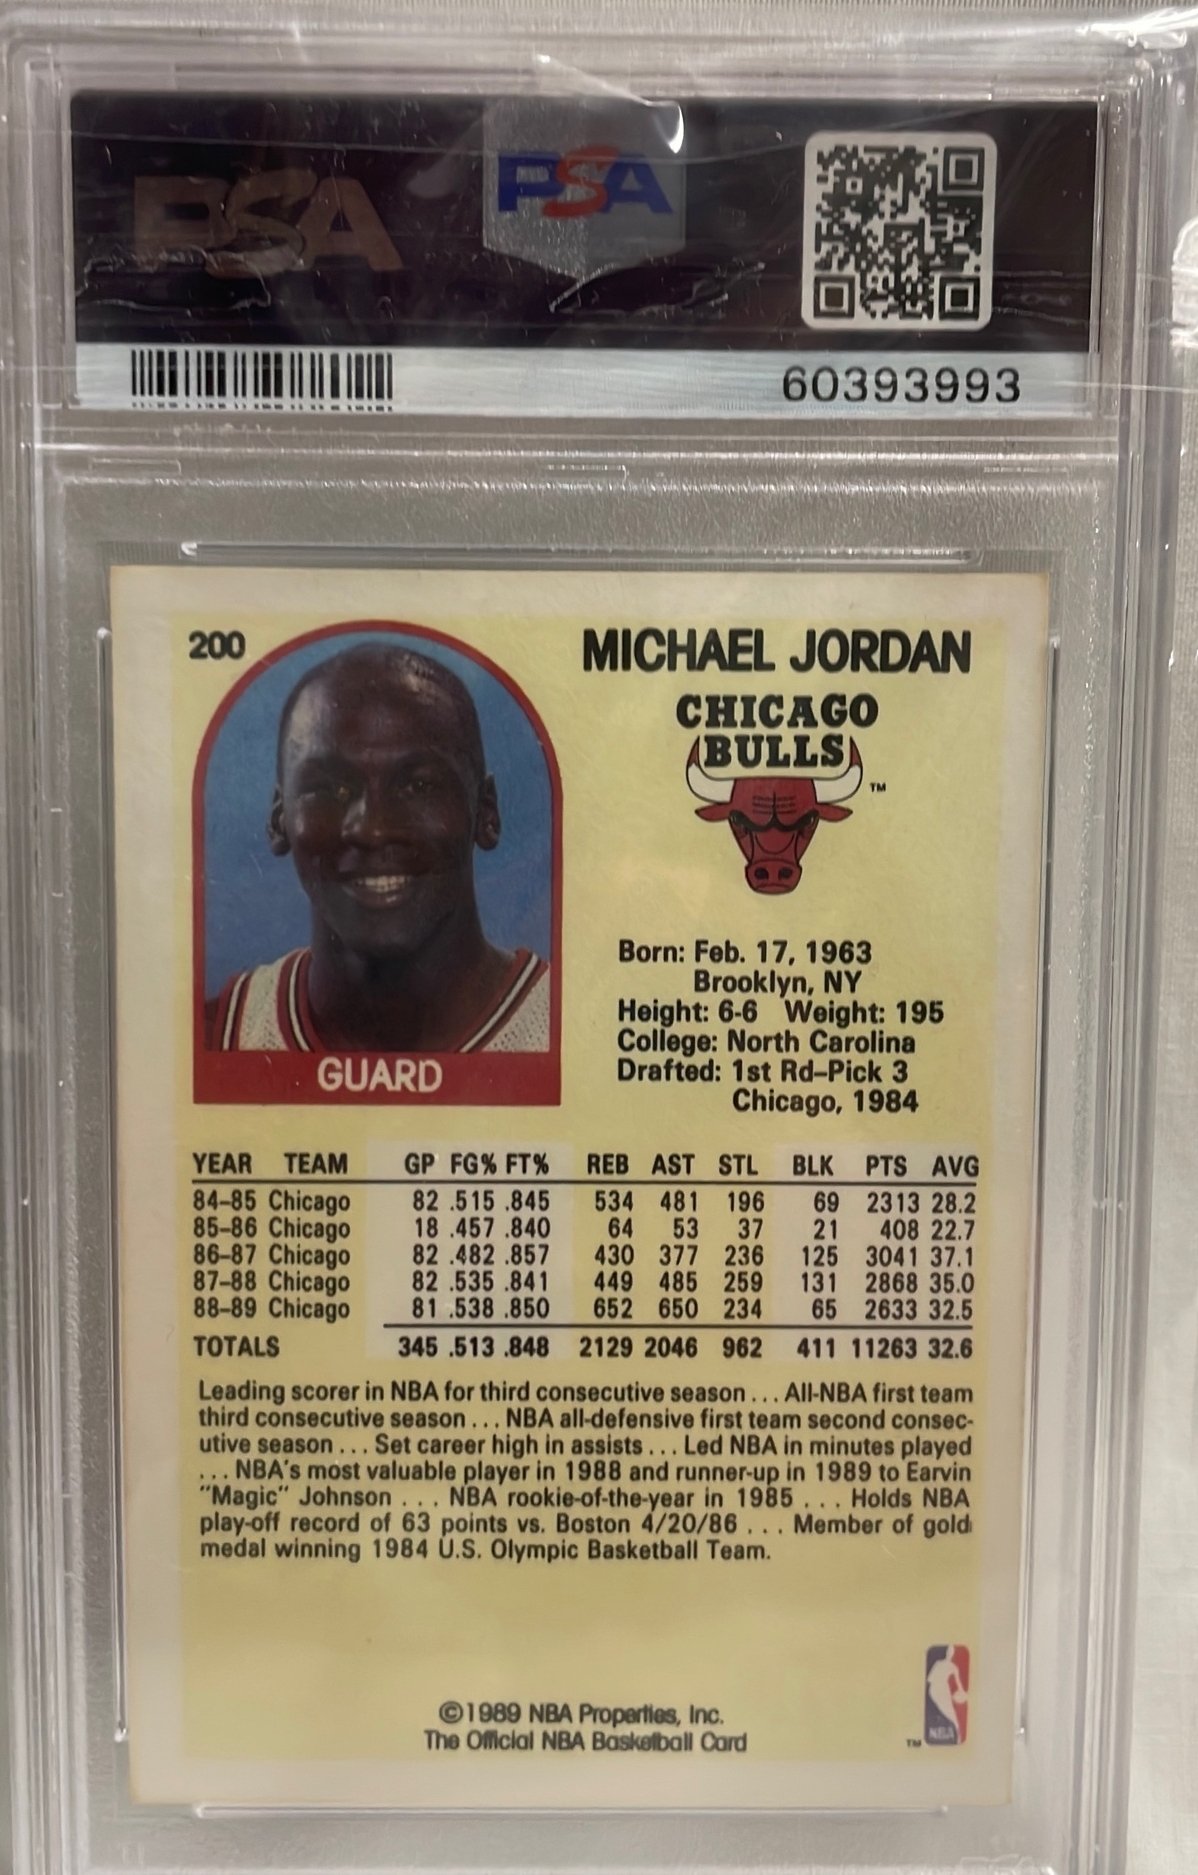 PSA
PSA
60393993
200
MICHAEL JORDAN
CHICAGO
BULLS
TM
Born: Feb. 17, 1963
Brooklyn, NY
Height: 6-6 Weight: 195
College: North Carolina
Drafted: 1st Rd–Pick 3
Chicago, 1984
GUARD
YEAR TEAM GP FG% FT% REB AST STL BLK PTS AVG
84–85 Chicago 82 .515 .845 534 481 196 69 2313 28.2
85–86 Chicago 18 .457 .840 64 53 37 21 408 22.7
86–87 Chicago 82 .482 .857 430 377 236 125 3041 37.1
87–88 Chicago 82 .535 .841 449 485 259 131 2868 35.0
88–89 Chicago 81 .538 .850 652 650 234 65 2633 32.5
TOTALS 345 .513 .848 2129 2046 962 411 11263 32.6
Leading scorer in NBA for third consecutive season . . . All-NBA first team
third consecutive season . . . NBA all-defensive first team second consec-
utive season . . . Set career high in assists . . . Led NBA in minutes played
. . . NBA's most valuable player in 1988 and runner-up in 1989 to Earvin
"Magic" Johnson . . . NBA rookie-of-the-year in 1985 . . . Holds NBA
play-off record of 63 points vs. Boston 4/20/86 . . . Member of gold
medal winning 1984 U.S. Olympic Basketball Team.
©1989 NBA Properties, Inc.
The Official NBA Basketball Card
TM
NBA